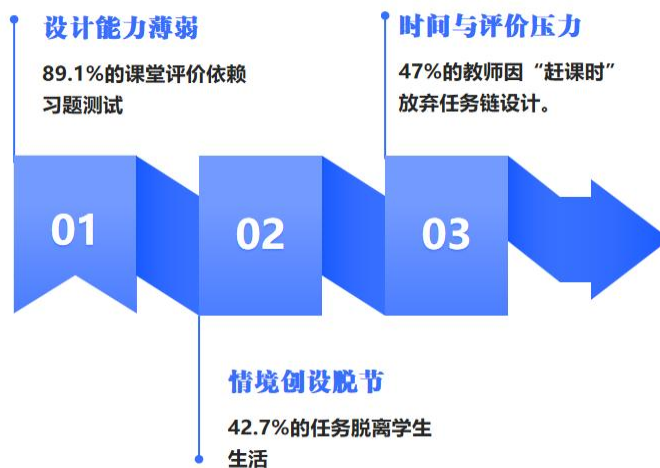 设计能力薄弱
89.1%的课堂评价依赖
习题测试
时间与评价压力
47%的教师因“赶课时”
放弃任务链设计。
01
02
03
情境创设脱节
42.7%的任务脱离学生
生活